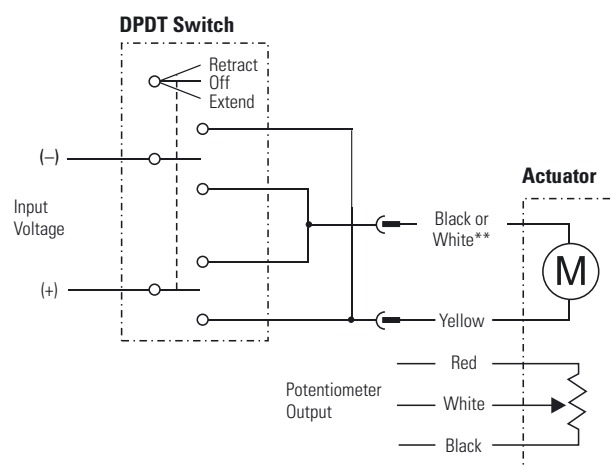 DPDT Switch
Retract
Off
Extend
(–)
Input
Voltage
(+)
Actuator
Black or
White**
M
Yellow
Red
Potentiometer
Output
White
Black